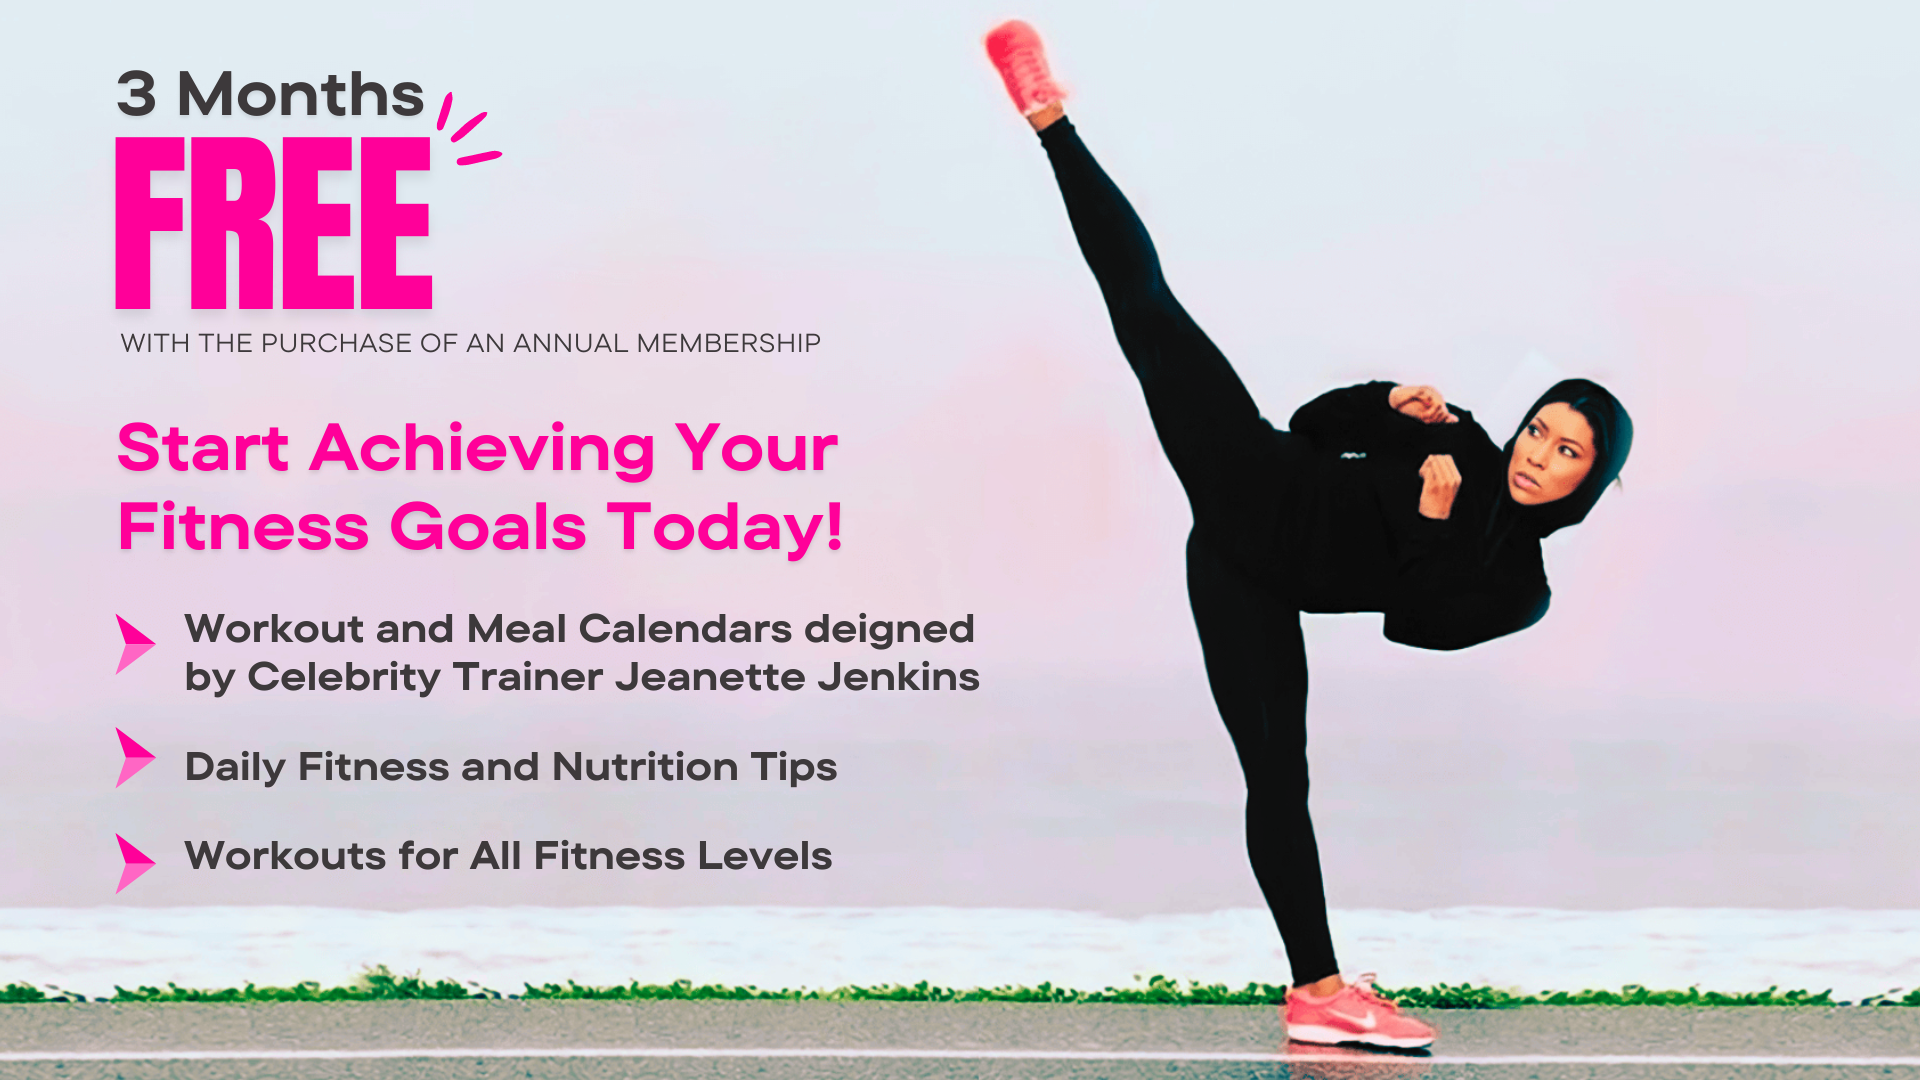 3 Months
FREE
WITH THE PURCHASE OF AN ANNUAL MEMBERSHIP
Start Achieving Your
Fitness Goals Today!
Workout and Meal Calendars deigned
by Celebrity Trainer Jeanette Jenkins
Daily Fitness and Nutrition Tips
Workouts for All Fitness Levels